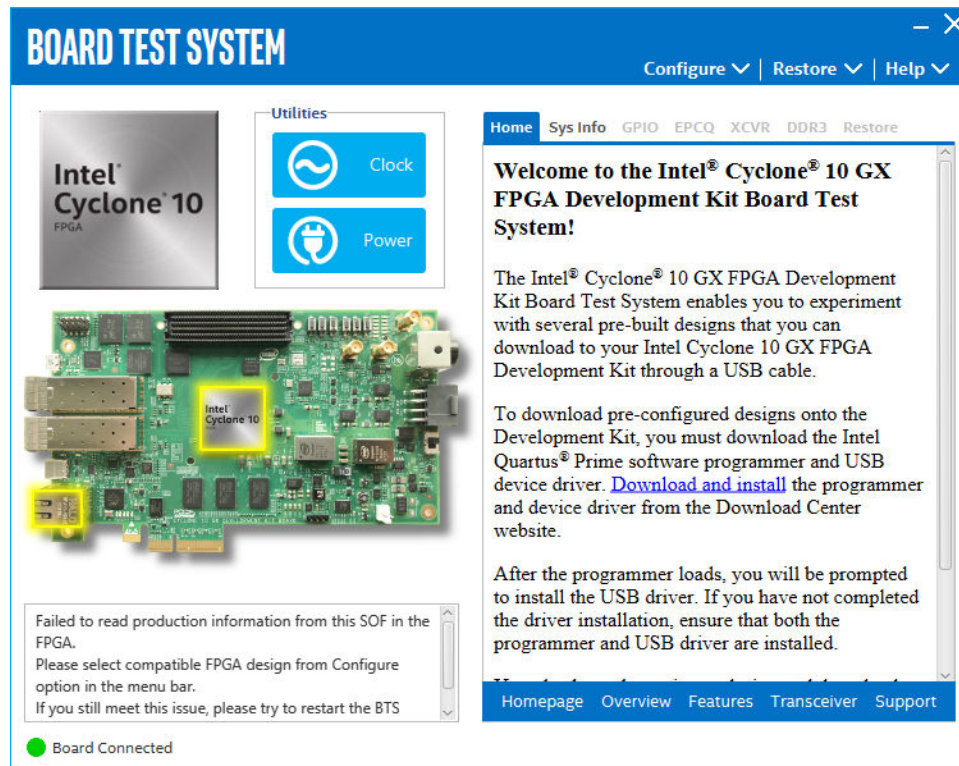 BOARD TEST SYSTEM
Configure | Restore | Help
Intel®
Cyclone® 10
FPGA
Utilities
Clock
Power
Intel®
Cyclone® 10
CYCLONE 10 GX DEVELOPMENT KIT BOARD
Failed to read production information from this SOF in the
FPGA.
Please select compatible FPGA design from Configure
option in the menu bar.
If you still meet this issue, please try to restart the BTS
Board Connected
Home Sys Info GPIO EPCQ XCVR DDR3 Restore
Welcome to the Intel® Cyclone® 10 GX
FPGA Development Kit Board Test
System!
The Intel® Cyclone® 10 GX FPGA Development
Kit Board Test System enables you to experiment
with several pre-built designs that you can
download to your Intel Cyclone 10 GX FPGA
Development Kit through a USB cable.
To download pre-configured designs onto the
Development Kit, you must download the Intel
Quartus® Prime software programmer and USB
device driver. Download and install the programmer
and device driver from the Download Center
website.
After the programmer loads, you will be prompted
to install the USB driver. If you have not completed
the driver installation, ensure that both the
programmer and USB driver are installed.
Homepage Overview Features Transceiver Support